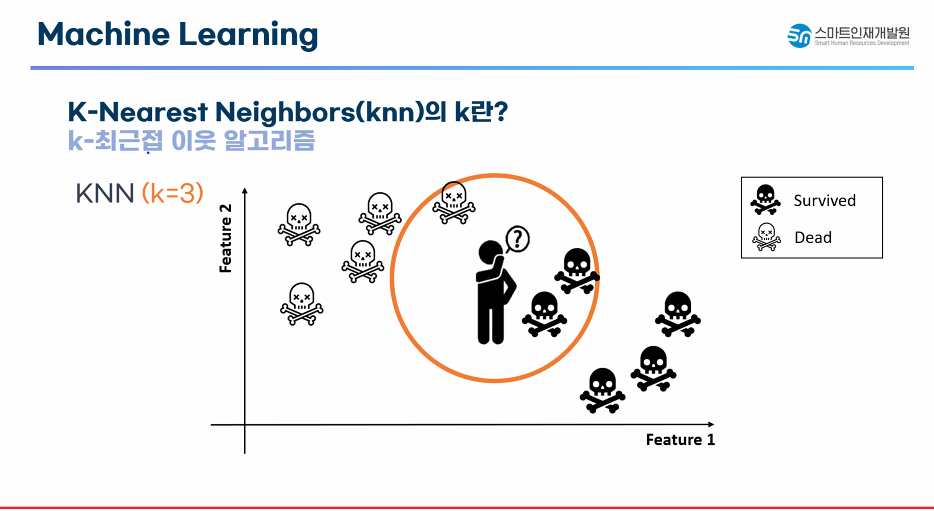 Machine Learning
스마트인재개발원
Smart Human Resources Development
K-Nearest Neighbors(knn)의 k란?
k-최근접 이웃 알고리즘
KNN (k=3)
Feature 2
?
Survived
Dead
Feature 1